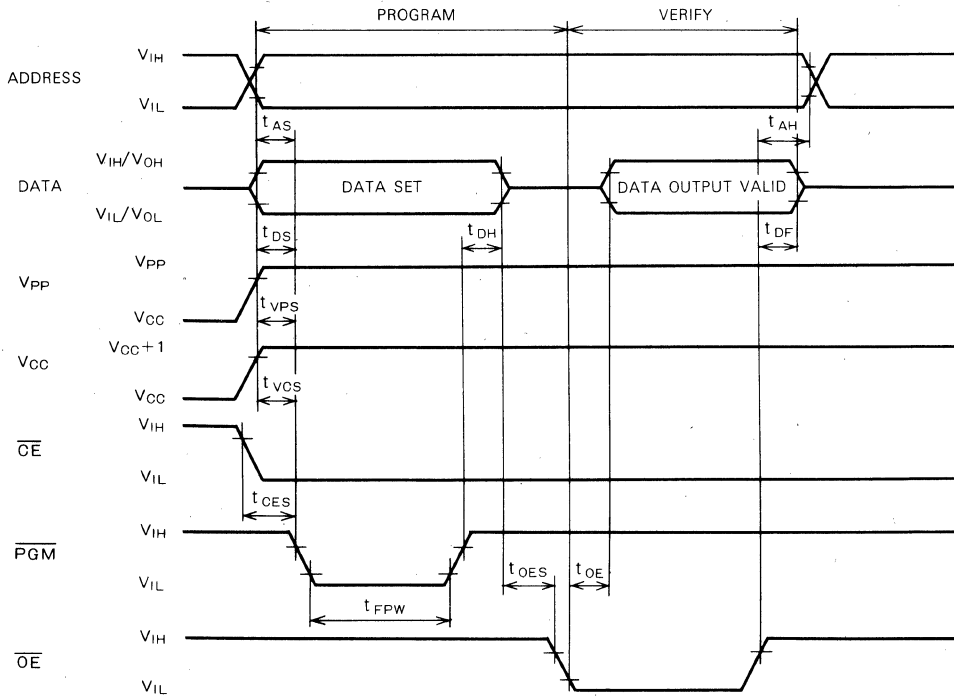 PROGRAM VERIFY
ADDRESS
VIH
VIL
tAS
tAH
DATA
VIH/VOH
VIL/VOL
DATA SET
DATA OUTPUT VALID
tDS
tDH
tDF
VPP
VPP
VCC
tVPS
VCC
VCC+1
VCC
tVCS
CE
VIH
VIL
tCES
PGM
VIH
VIL
tFPW
tOES
tOE
OE
VIH
VIL